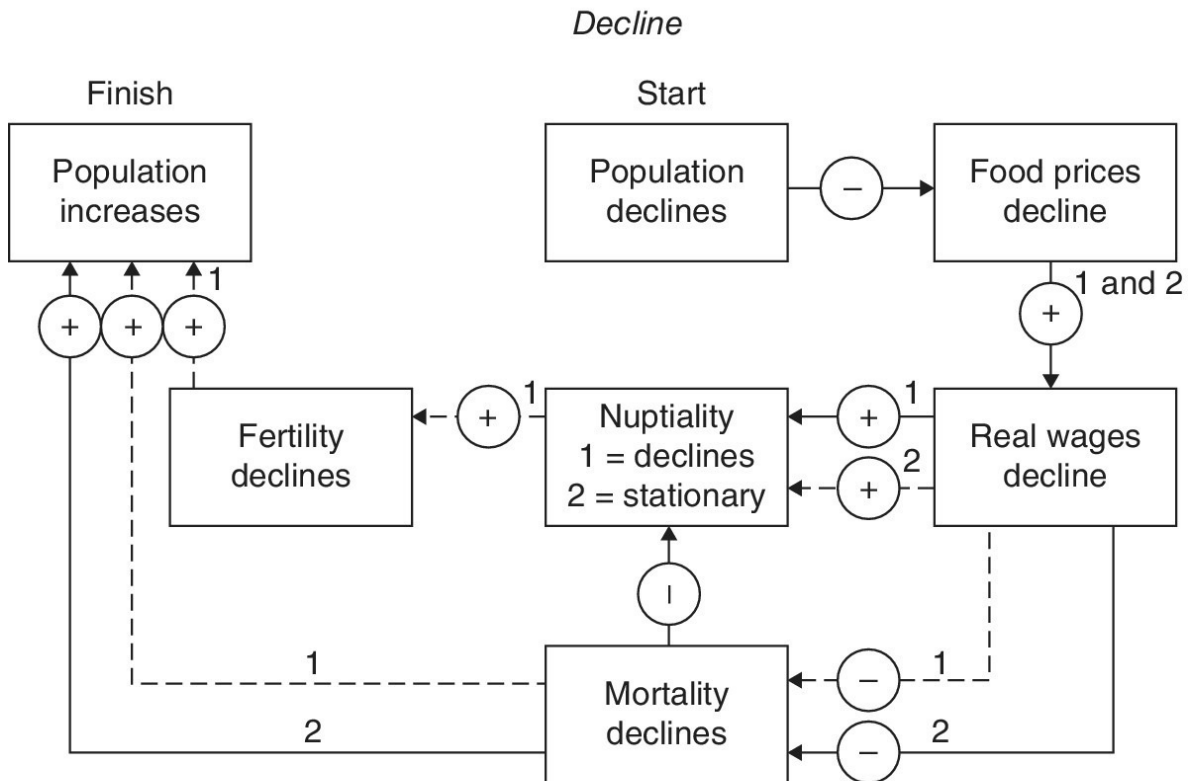 Decline
Finish
Start
Population
increases
Population
declines
−
Food prices
decline
1
1 and 2
+
+
+
+
Fertility
declines
1
+
Nuptiality
1 = declines
2 = stationary
1
+
2
+
Real wages
decline
−
1
2
Mortality
declines
1
−
2
−